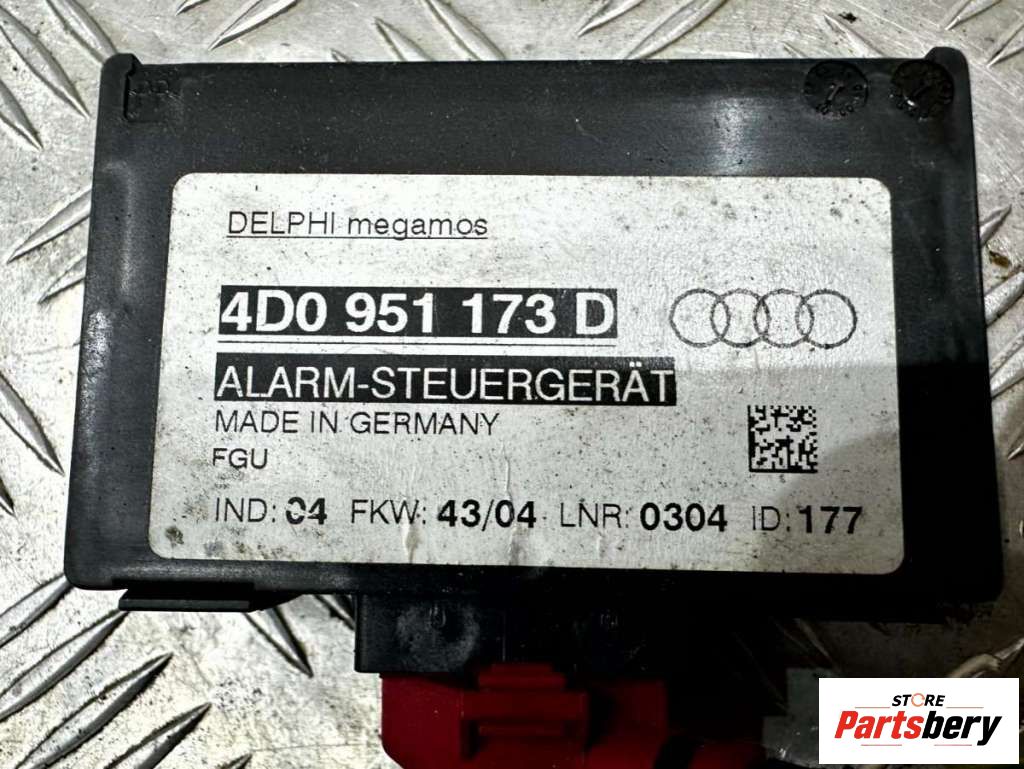 DELPHI megamos
4D0 951 173 D
ALARM-STEUERGERÄT
MADE IN GERMANY
FGU
IND: 04 FKW: 43/04 LNR: 0304 ID: 177
STORE
Partsbery